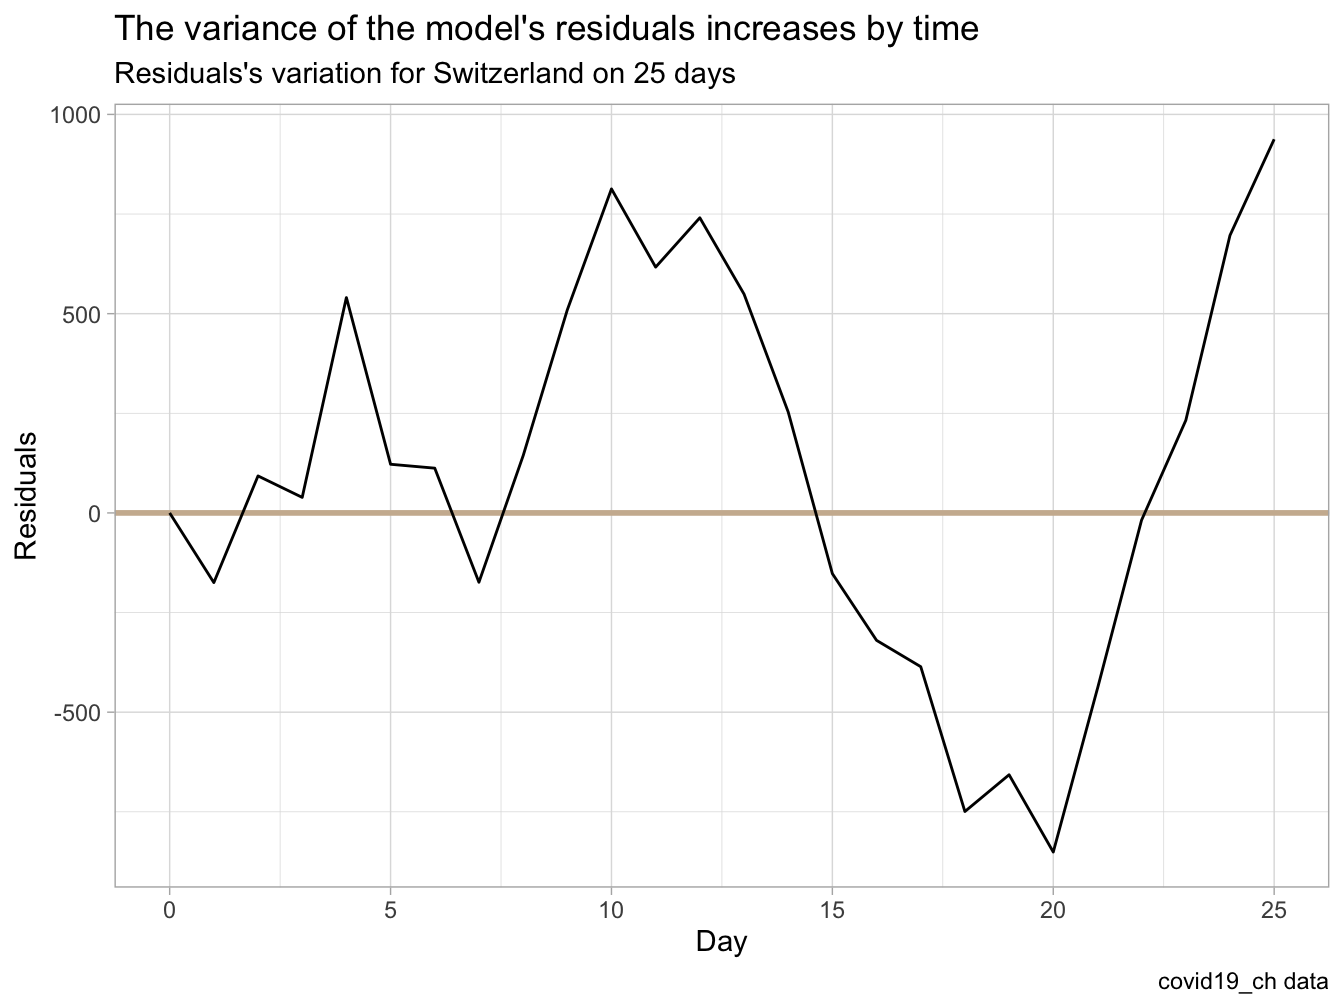 The variance of the model's residuals increases by time
Residuals's variation for Switzerland on 25 days
1000
500
0
-500
Residuals
0 5 10 15 20 25
Day
covid19_ch data